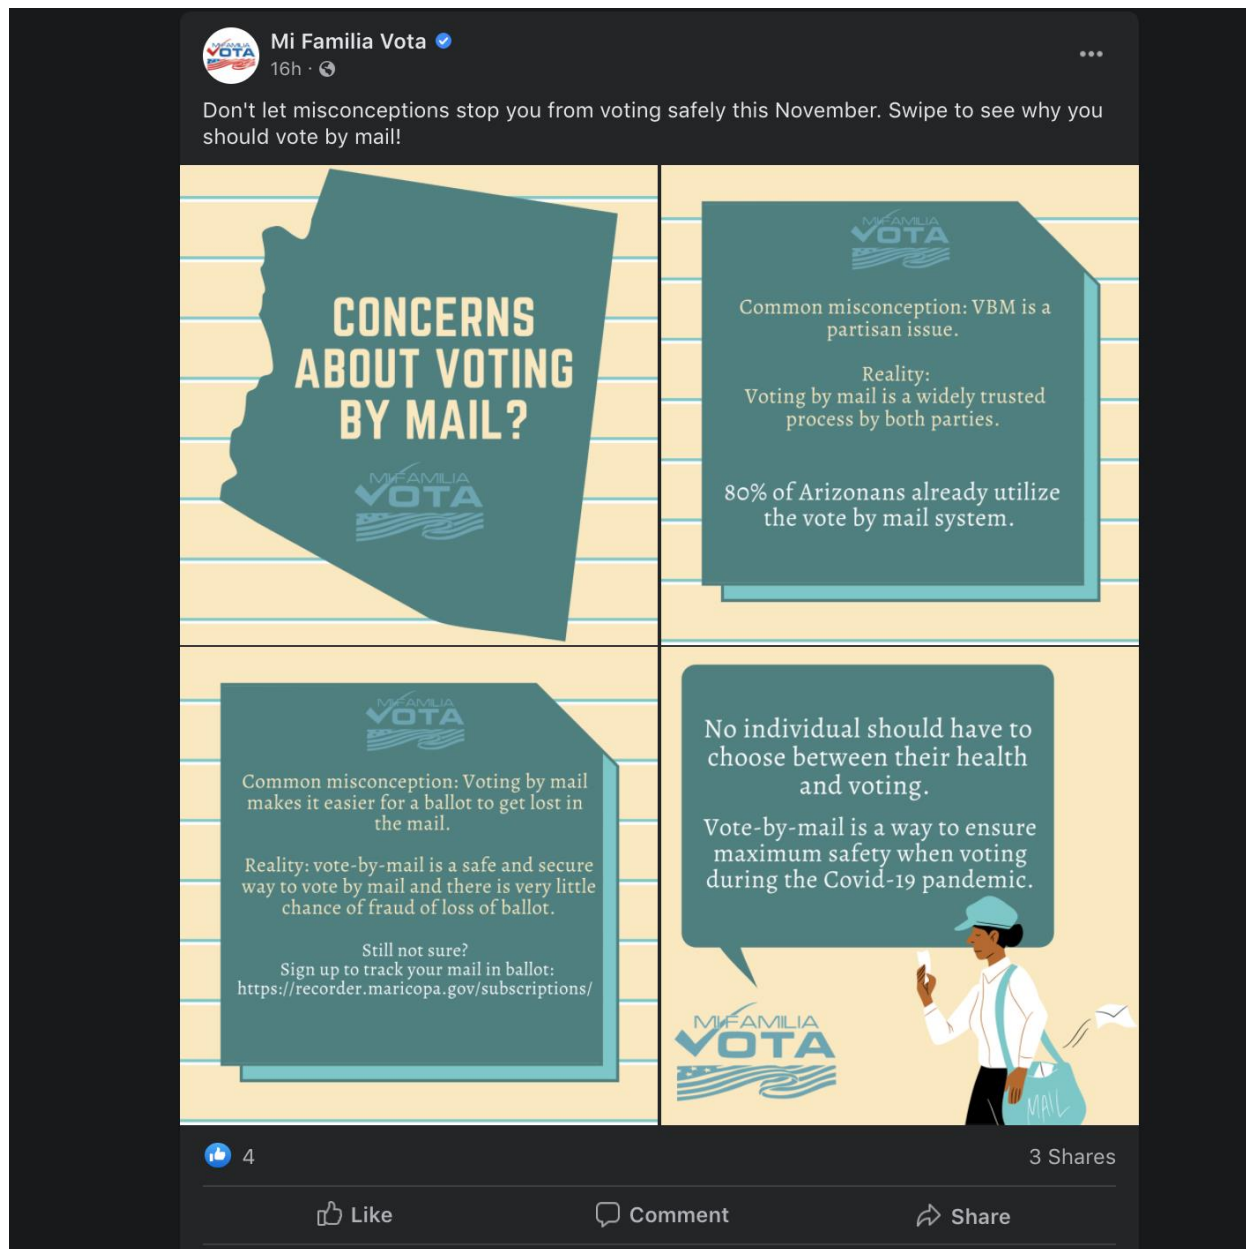 Mi Familia Vota
16h ·
Don't let misconceptions stop you from voting safely this November. Swipe to see why you
should vote by mail!
CONCERNS
ABOUT VOTING
BY MAIL?
MI FAMILIA
VOTA
MI FAMILIA
VOTA
Common misconception: VBM is a
partisan issue.
Reality:
Voting by mail is a widely trusted
process by both parties.
80% of Arizonans already utilize
the vote by mail system.
MI FAMILIA
VOTA
Common misconception: Voting by mail
makes it easier for a ballot to get lost in
the mail.
Reality: vote-by-mail is a safe and secure
way to vote by mail and there is very little
chance of fraud of loss of ballot.
Still not sure?
Sign up to track your mail in ballot:
https://recorder.maricopa.gov/subscriptions/
No individual should have to
choose between their health
and voting.
Vote-by-mail is a way to ensure
maximum safety when voting
during the Covid-19 pandemic.
MI FAMILIA
VOTA
MAIL
4
3 Shares
Like
Comment
Share